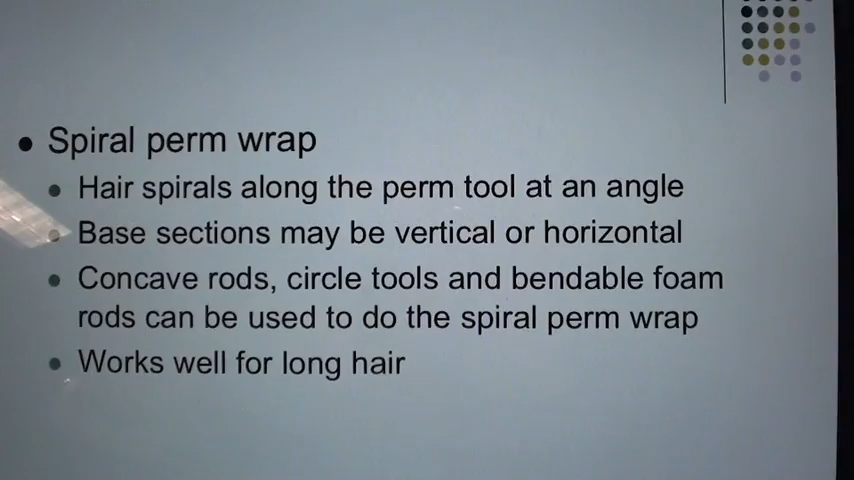 Spiral perm wrap
Hair spirals along the perm tool at an angle
Base sections may be vertical or horizontal
Concave rods, circle tools and bendable foam
rods can be used to do the spiral perm wrap
Works well for long hair